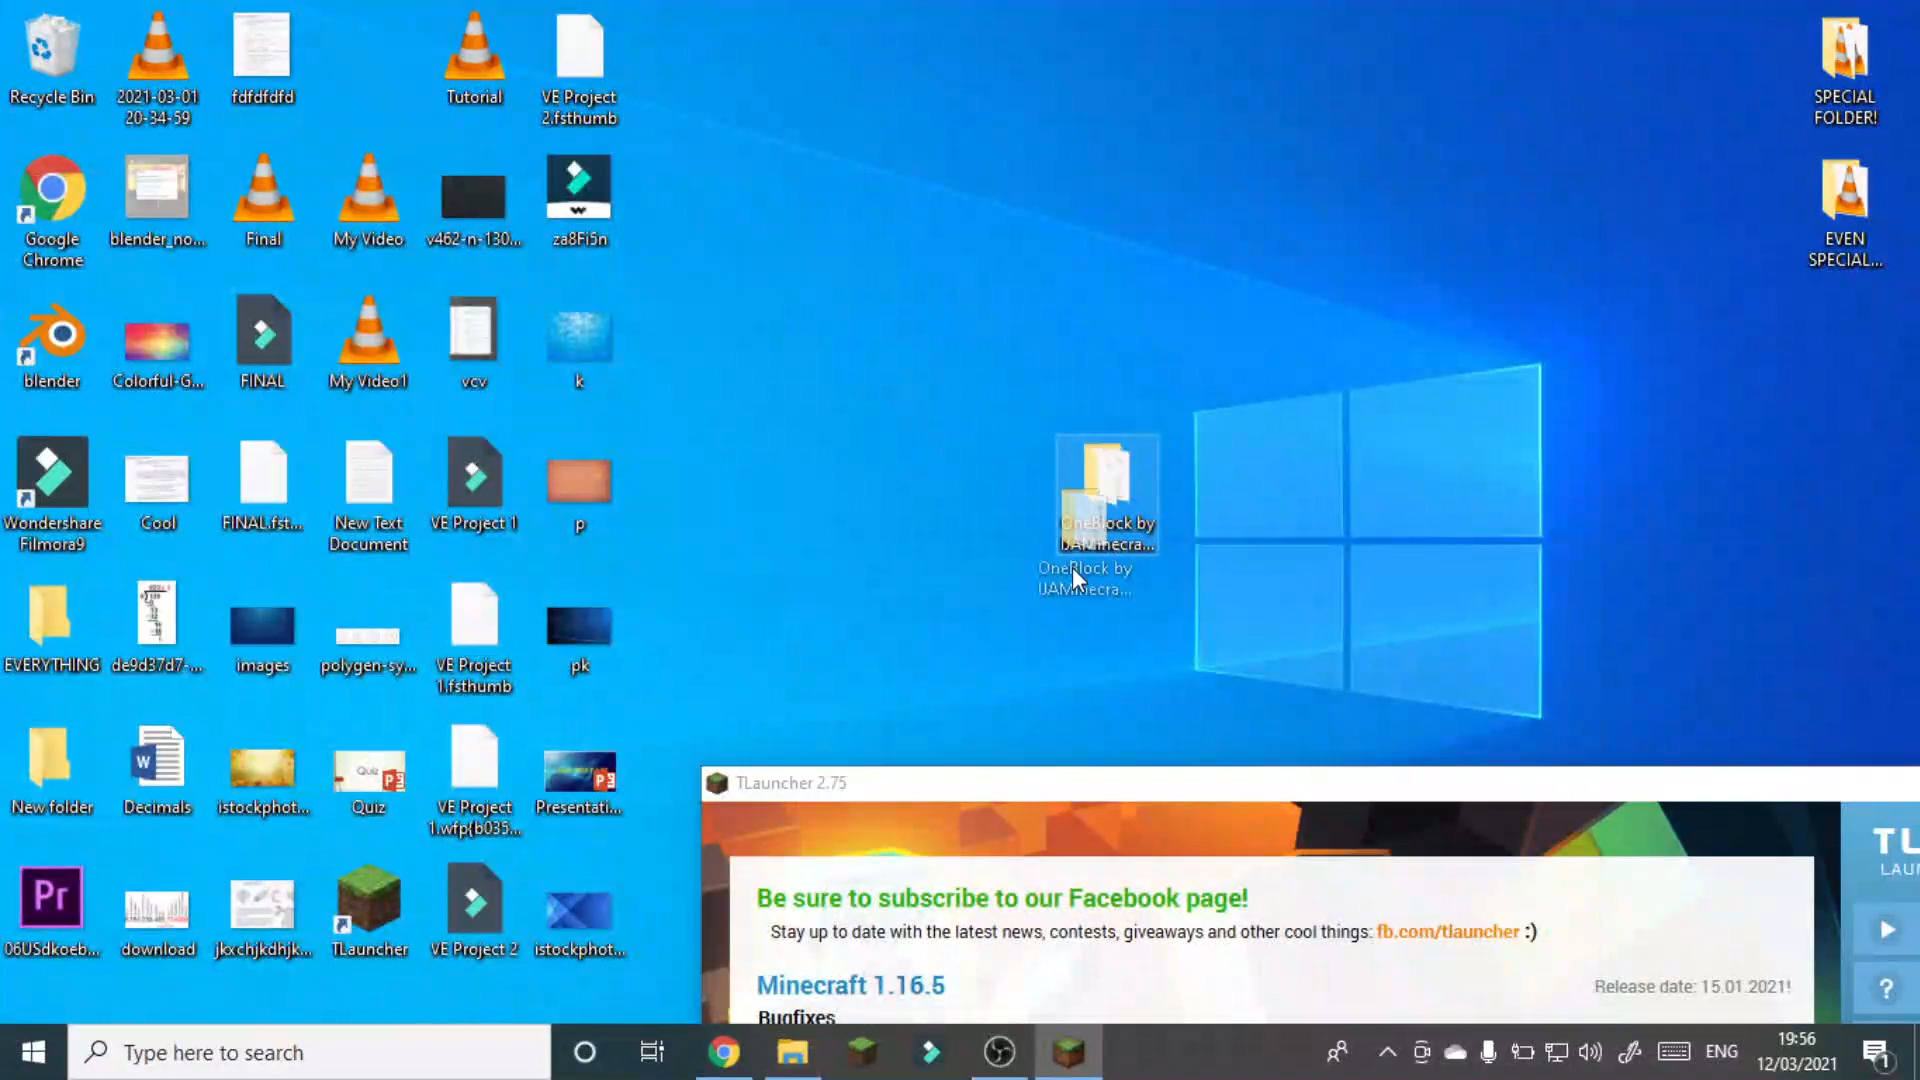 Recycle Bin
2021-03-01
20-34-59
fdfdfdfd
Tutorial
VE Project
2.fsthumb
SPECIAL
FOLDER!
Google
Chrome
blender_no...
Final
My Video
v462-n-130...
za8Fi5n
EVEN
SPECIAL...
blender
Colorful-G...
FINAL
My Video1
vcv
k
Wondershare
Filmora9
Cool
FINAL.fst...
New Text
Document
VE Project 1
p
OneBlock by
IJAMinecra...
OneBlock by
IJAMinecra...
EVERYTHING
de9d37d7-...
images
polygen-sy...
VE Project
1.fsthumb
pk
New folder
W
Decimals
istockphot...
Quiz
Quiz
VE Project
1.wfp{b035...
Presentati...
Pr
06USdkoeb...
download
jkxchjkdhjk...
TLauncher
VE Project 2
istockphot...
TLauncher 2.75
TL
LAUN
Be sure to subscribe to our Facebook page!
Stay up to date with the latest news, contests, giveaways and other cool things: fb.com/tlauncher :)
Minecraft 1.16.5
Release date: 15.01.2021!
Bugfixes
?
Type here to search
ENG
19:56
12/03/2021
1